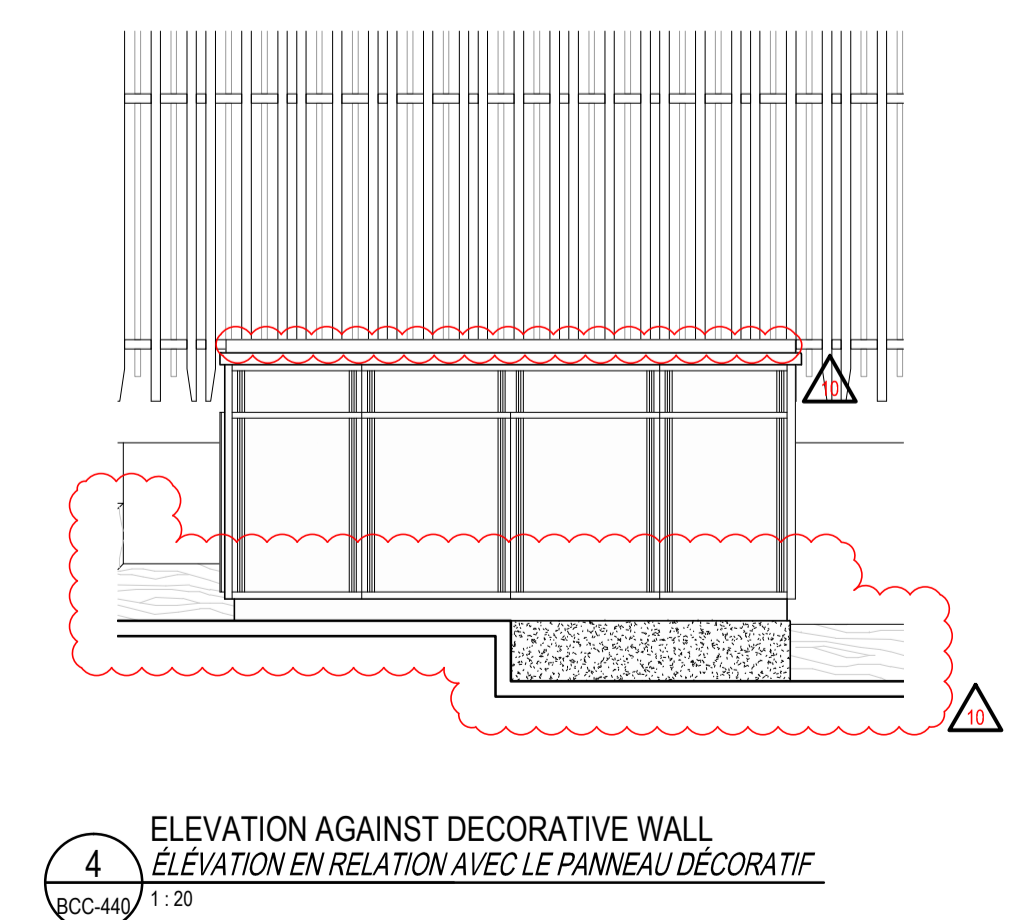 10
10
ELEVATION AGAINST DECORATIVE WALL
4
ÉLÉVATION EN RELATION AVEC LE PANNEAU DÉCORATIF
BCC-440
1 : 20